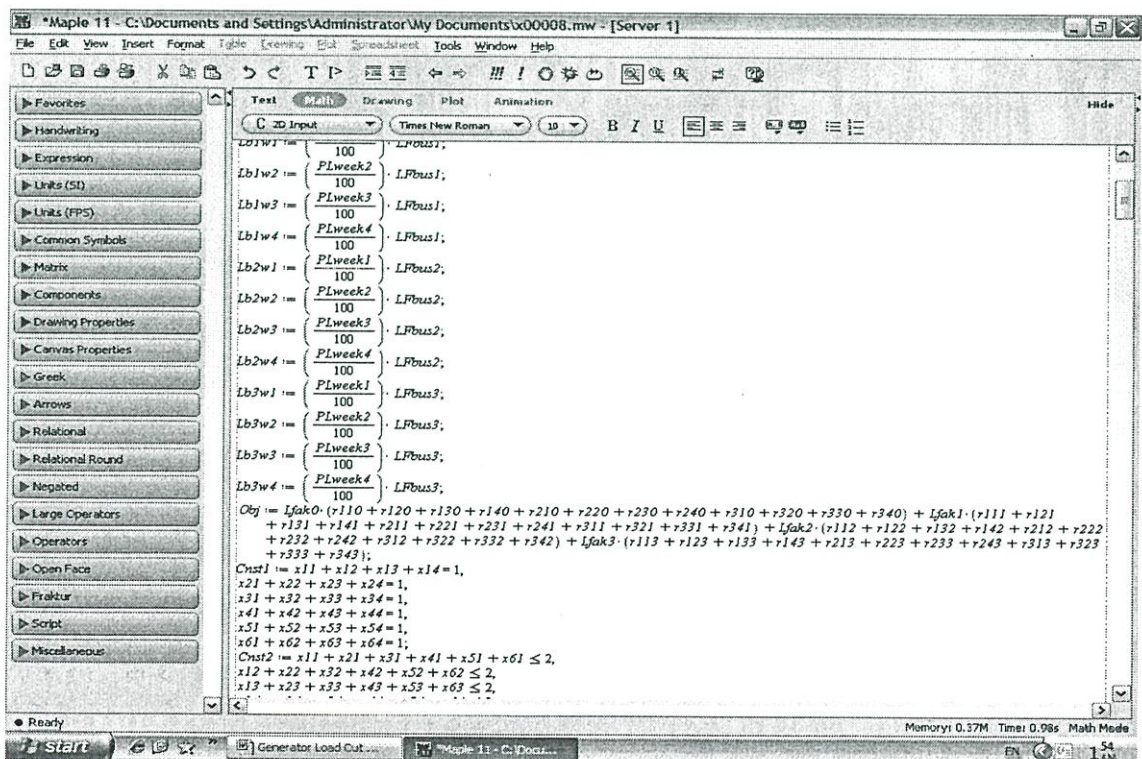 *Maple 11 - C:\Documents and Settings\Administrator\My Documents\x00008.mw - [Server 1]
File Edit View Insert Format Table Drawing Plot Spreadsheet Tools Window Help
Text Math Drawing Plot Animation Hide
C 2D Input Times New Roman 10 B I U
Favorites
Handwriting
Expression
Units (SI)
Units (FPS)
Common Symbols
Matrix
Components
Drawing Properties
Canvas Properties
Greek
Arrows
Relational
Relational Round
Negated
Large Operators
Operators
Open Face
Fraktur
Script
Miscellaneous
Lb1w1 := ( /100) · LFbus1;
Lb1w2 := (PLweek2/100) · LFbus1;
Lb1w3 := (PLweek3/100) · LFbus1;
Lb1w4 := (PLweek4/100) · LFbus1;
Lb2w1 := (PLweek1/100) · LFbus2;
Lb2w2 := (PLweek2/100) · LFbus2;
Lb2w3 := (PLweek3/100) · LFbus2;
Lb2w4 := (PLweek4/100) · LFbus2;
Lb3w1 := (PLweek1/100) · LFbus3;
Lb3w2 := (PLweek2/100) · LFbus3;
Lb3w3 := (PLweek3/100) · LFbus3;
Lb3w4 := (PLweek4/100) · LFbus3;
Obj := Lfak0·(r110 + r120 + r130 + r140 + r210 + r220 + r230 + r240 + r310 + r320 + r330 + r340) + Lfak1·(r111 + r121
+ r131 + r141 + r211 + r221 + r231 + r241 + r311 + r321 + r331 + r341) + Lfak2·(r112 + r122 + r132 + r142 + r212 + r222
+ r232 + r242 + r312 + r322 + r332 + r342) + Lfak3·(r113 + r123 + r133 + r143 + r213 + r223 + r233 + r243 + r313 + r323
+ r333 + r343);
Cnst1 := x11 + x12 + x13 + x14 = 1,
x21 + x22 + x23 + x24 = 1,
x31 + x32 + x33 + x34 = 1,
x41 + x42 + x43 + x44 = 1,
x51 + x52 + x53 + x54 = 1,
x61 + x62 + x63 + x64 = 1;
Cnst2 := x11 + x21 + x31 + x41 + x51 + x61 ≤ 2,
x12 + x22 + x32 + x42 + x52 + x62 ≤ 2,
x13 + x23 + x33 + x43 + x53 + x63 ≤ 2,
Ready Memory: 0.37M Time: 0.98s Math Mode
start Generator Load Cut ... *Maple 11 - C:\Docu... EN